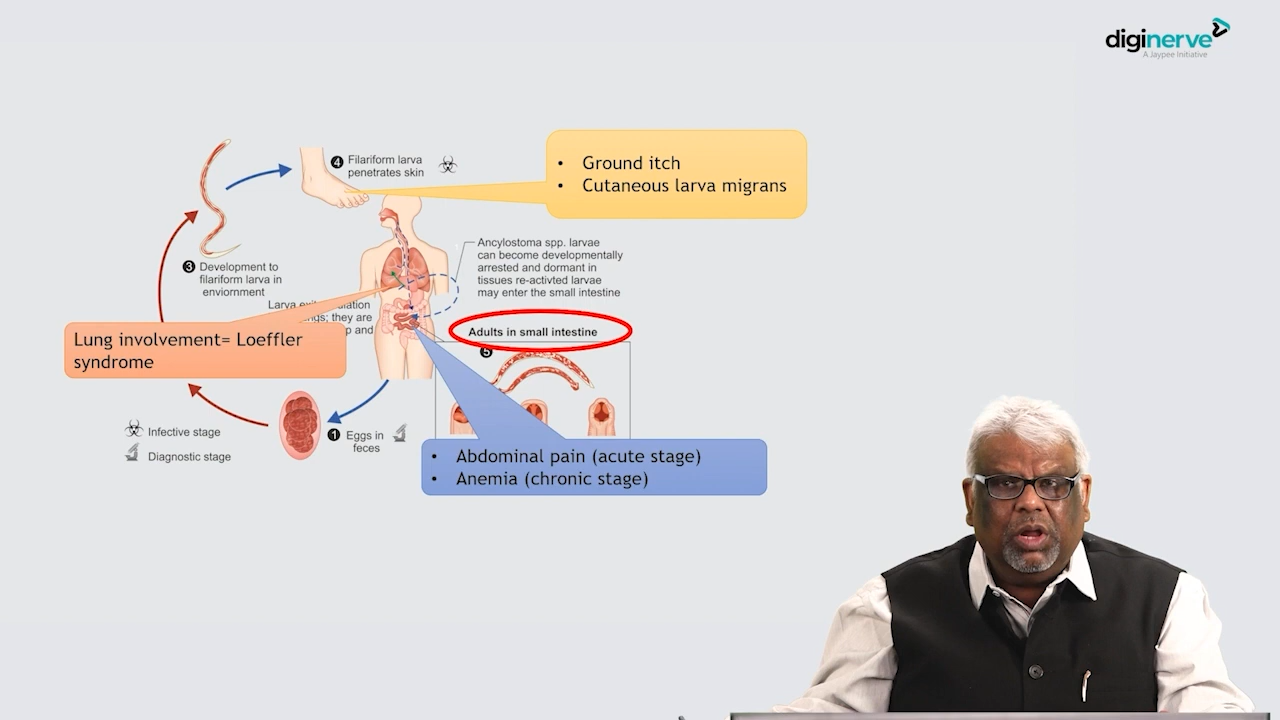 diginerve
A Jaypee Initiative
4 Filariform larva
penetrates skin
• Ground itch
• Cutaneous larva migrans
Ancylostoma spp. larvae
can become developmentally
arrested and dormant in
tissues re-activted larvae
may enter the small intestine
3 Development to
filariform larva in
enviornment
Larva
p and
Lung involvement= Loeffler
syndrome
Adults in small intestine
5
• Abdominal pain (acute stage)
• Anemia (chronic stage)
1 Eggs in
feces
Infective stage
Diagnostic stage